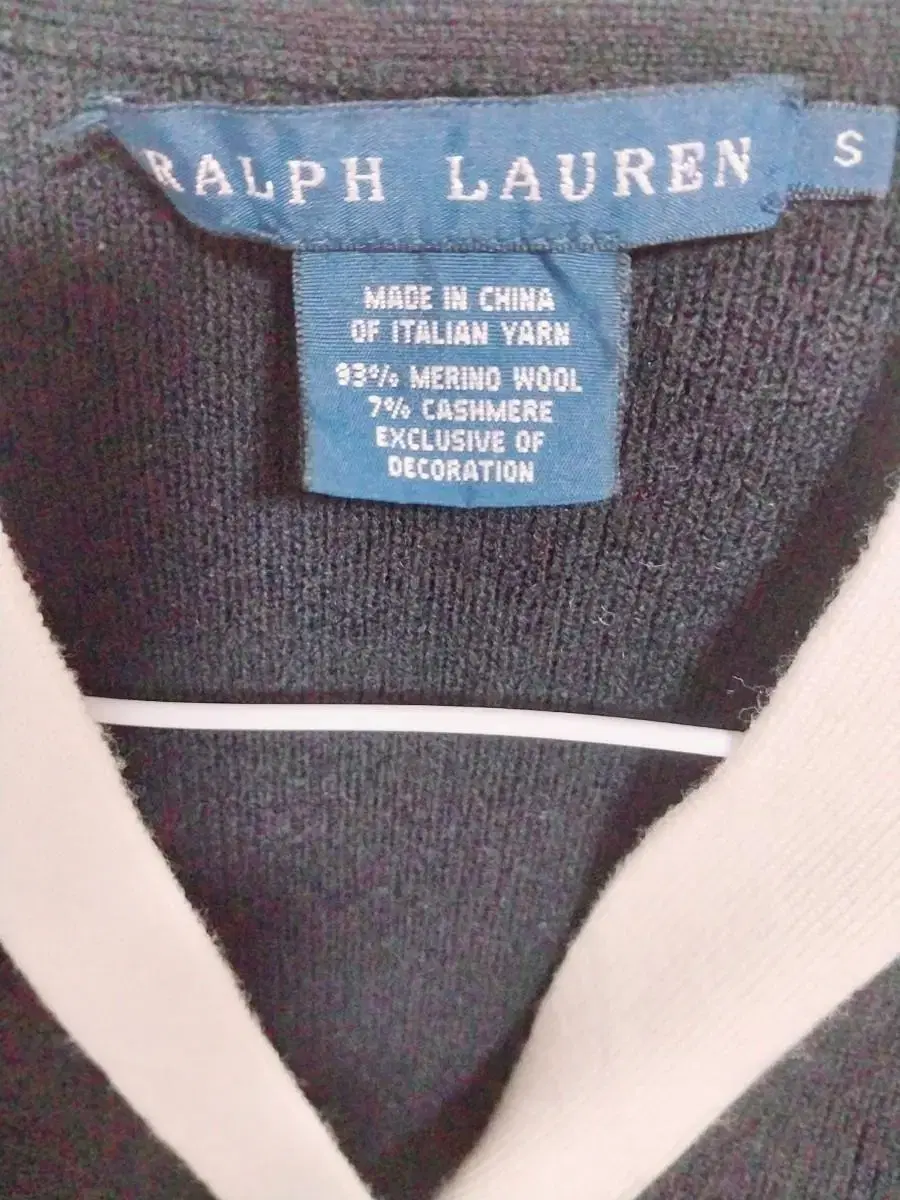 RALPH LAUREN
S
MADE IN CHINA
OF ITALIAN YARN
93% MERINO WOOL
7% CASHMERE
EXCLUSIVE OF
DECORATION